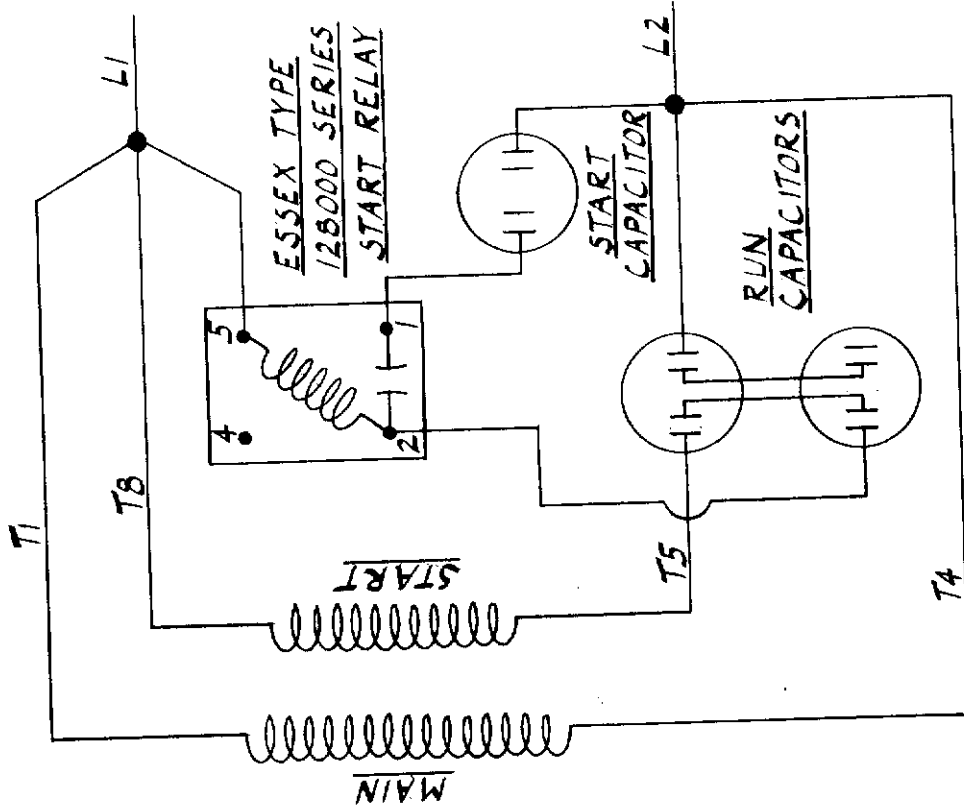 L1
L2
ESSEX TYPE
128000 SERIES
START RELAY
T1
T8
5
4
1
2
START
CAPACITOR
RUN
CAPACITORS
T5
T4
START
MAIN